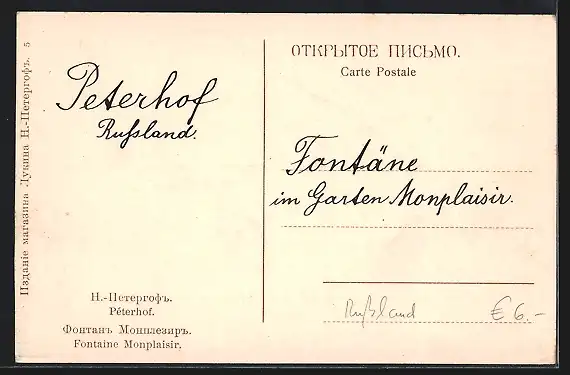 Изданіе магазина Лукина Н.-Петергофъ. 5
Peterhof
Rußland.
Н.-Петергофъ.
Péterhof.
Фонтанъ Монплезиръ.
Fontaine Monplaisir.
ОТКРЫТОЕ ПИСЬМО.
Carte Postale
Fontäne
im Garten Monplaisir.
Rußland € 6.-